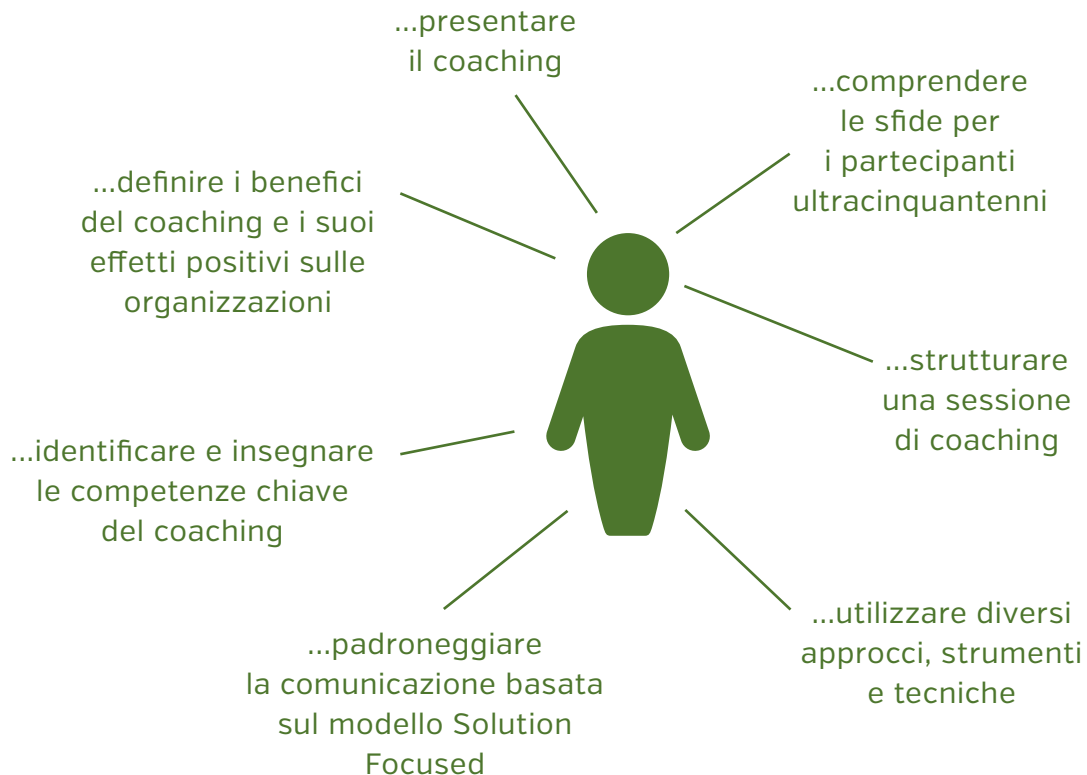 ...presentare
il coaching
...comprendere
le sfide per
i partecipanti
ultracinquantenni
...definire i benefici
del coaching e i suoi
effetti positivi sulle
organizzazioni
...strutturare
una sessione
di coaching
...identificare e insegnare
le competenze chiave
del coaching
...utilizzare diversi
approcci, strumenti
e tecniche
...padroneggiare
la comunicazione basata
sul modello Solution
Focused